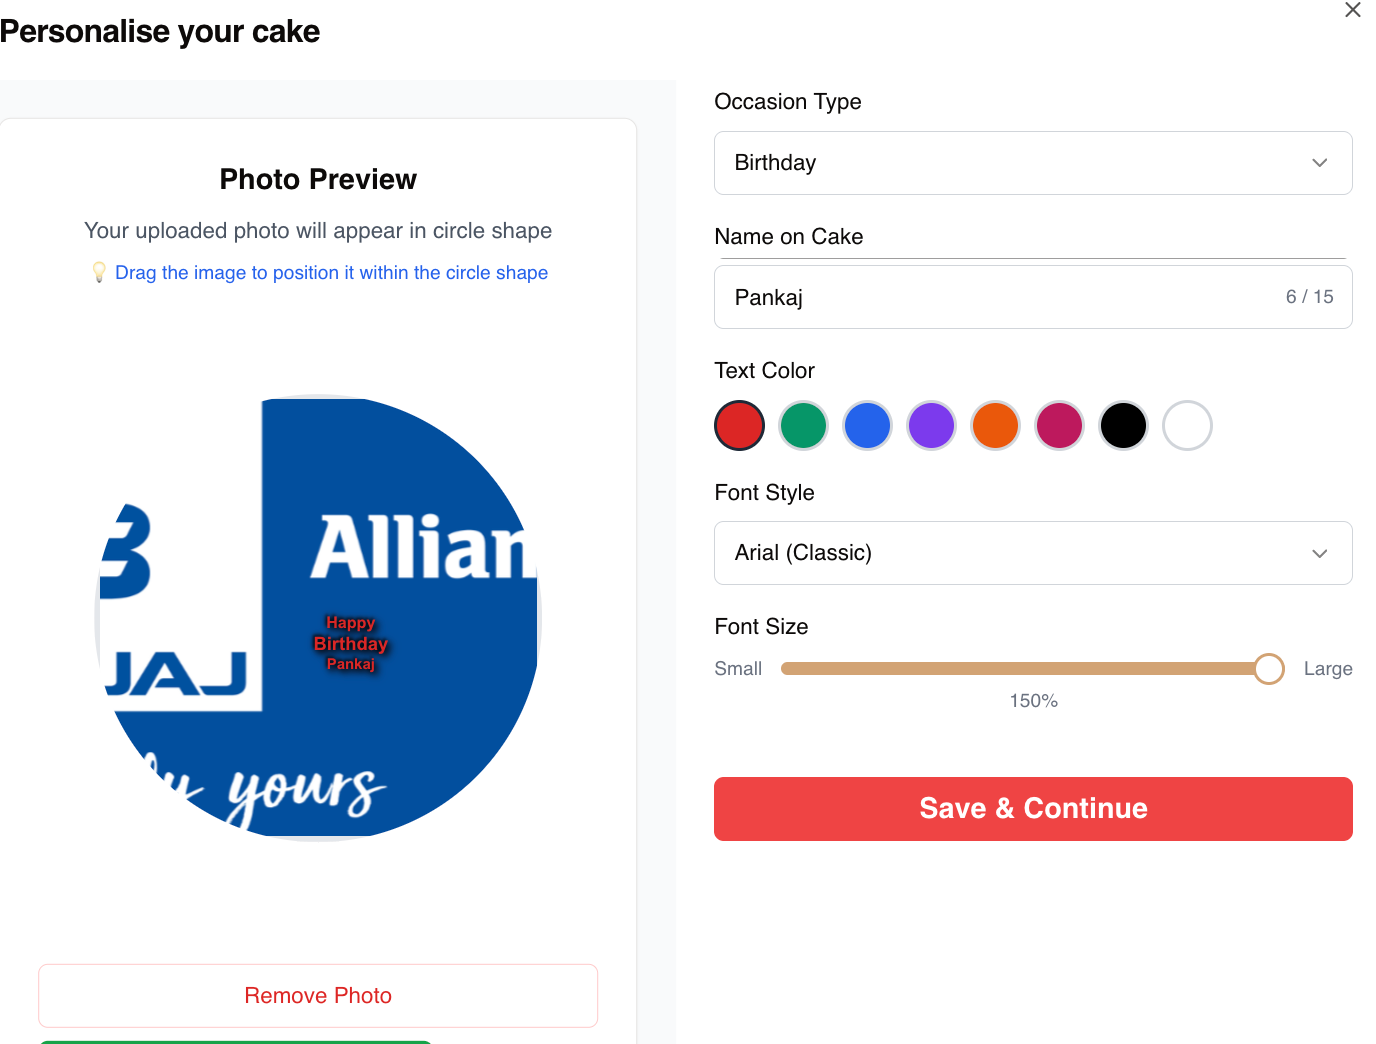 Personalise your cake
Photo Preview
Your uploaded photo will appear in circle shape
Drag the image to position it within the circle shape
Allian
JAJ
Happy
Birthday
Pankaj
yours
Remove Photo
Occasion Type
Birthday
Name on Cake
Pankaj
6 / 15
Text Color
Font Style
Arial (Classic)
Font Size
Small
Large
150%
Save & Continue